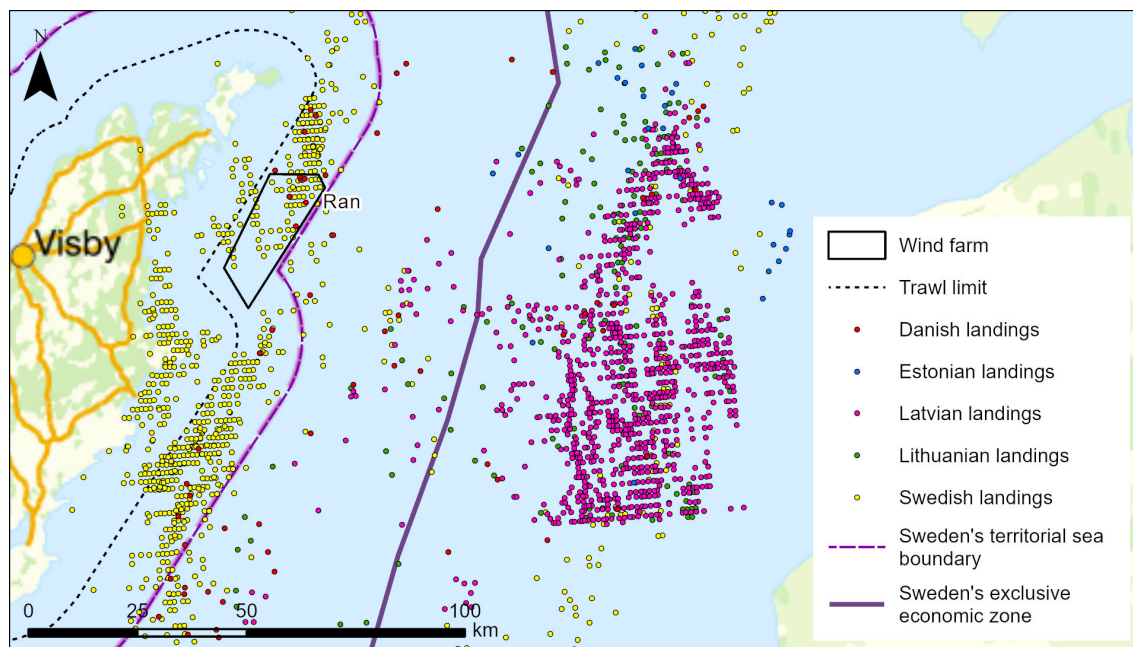 N
Ran
Visby
Wind farm
Trawl limit
Danish landings
Estonian landings
Latvian landings
Lithuanian landings
Swedish landings
Sweden's territorial sea
boundary
Sweden's exclusive
economic zone
0 25 50 100
km